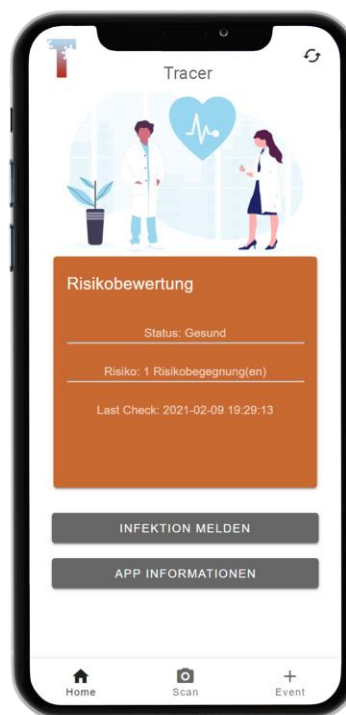 T
Tracer
Risikobewertung
Status: Gesund
Risiko: 1 Risikobegegnung(en)
Last Check: 2021-02-09 19:29:13
INFEKTION MELDEN
APP INFORMATIONEN
Home
Scan
Event